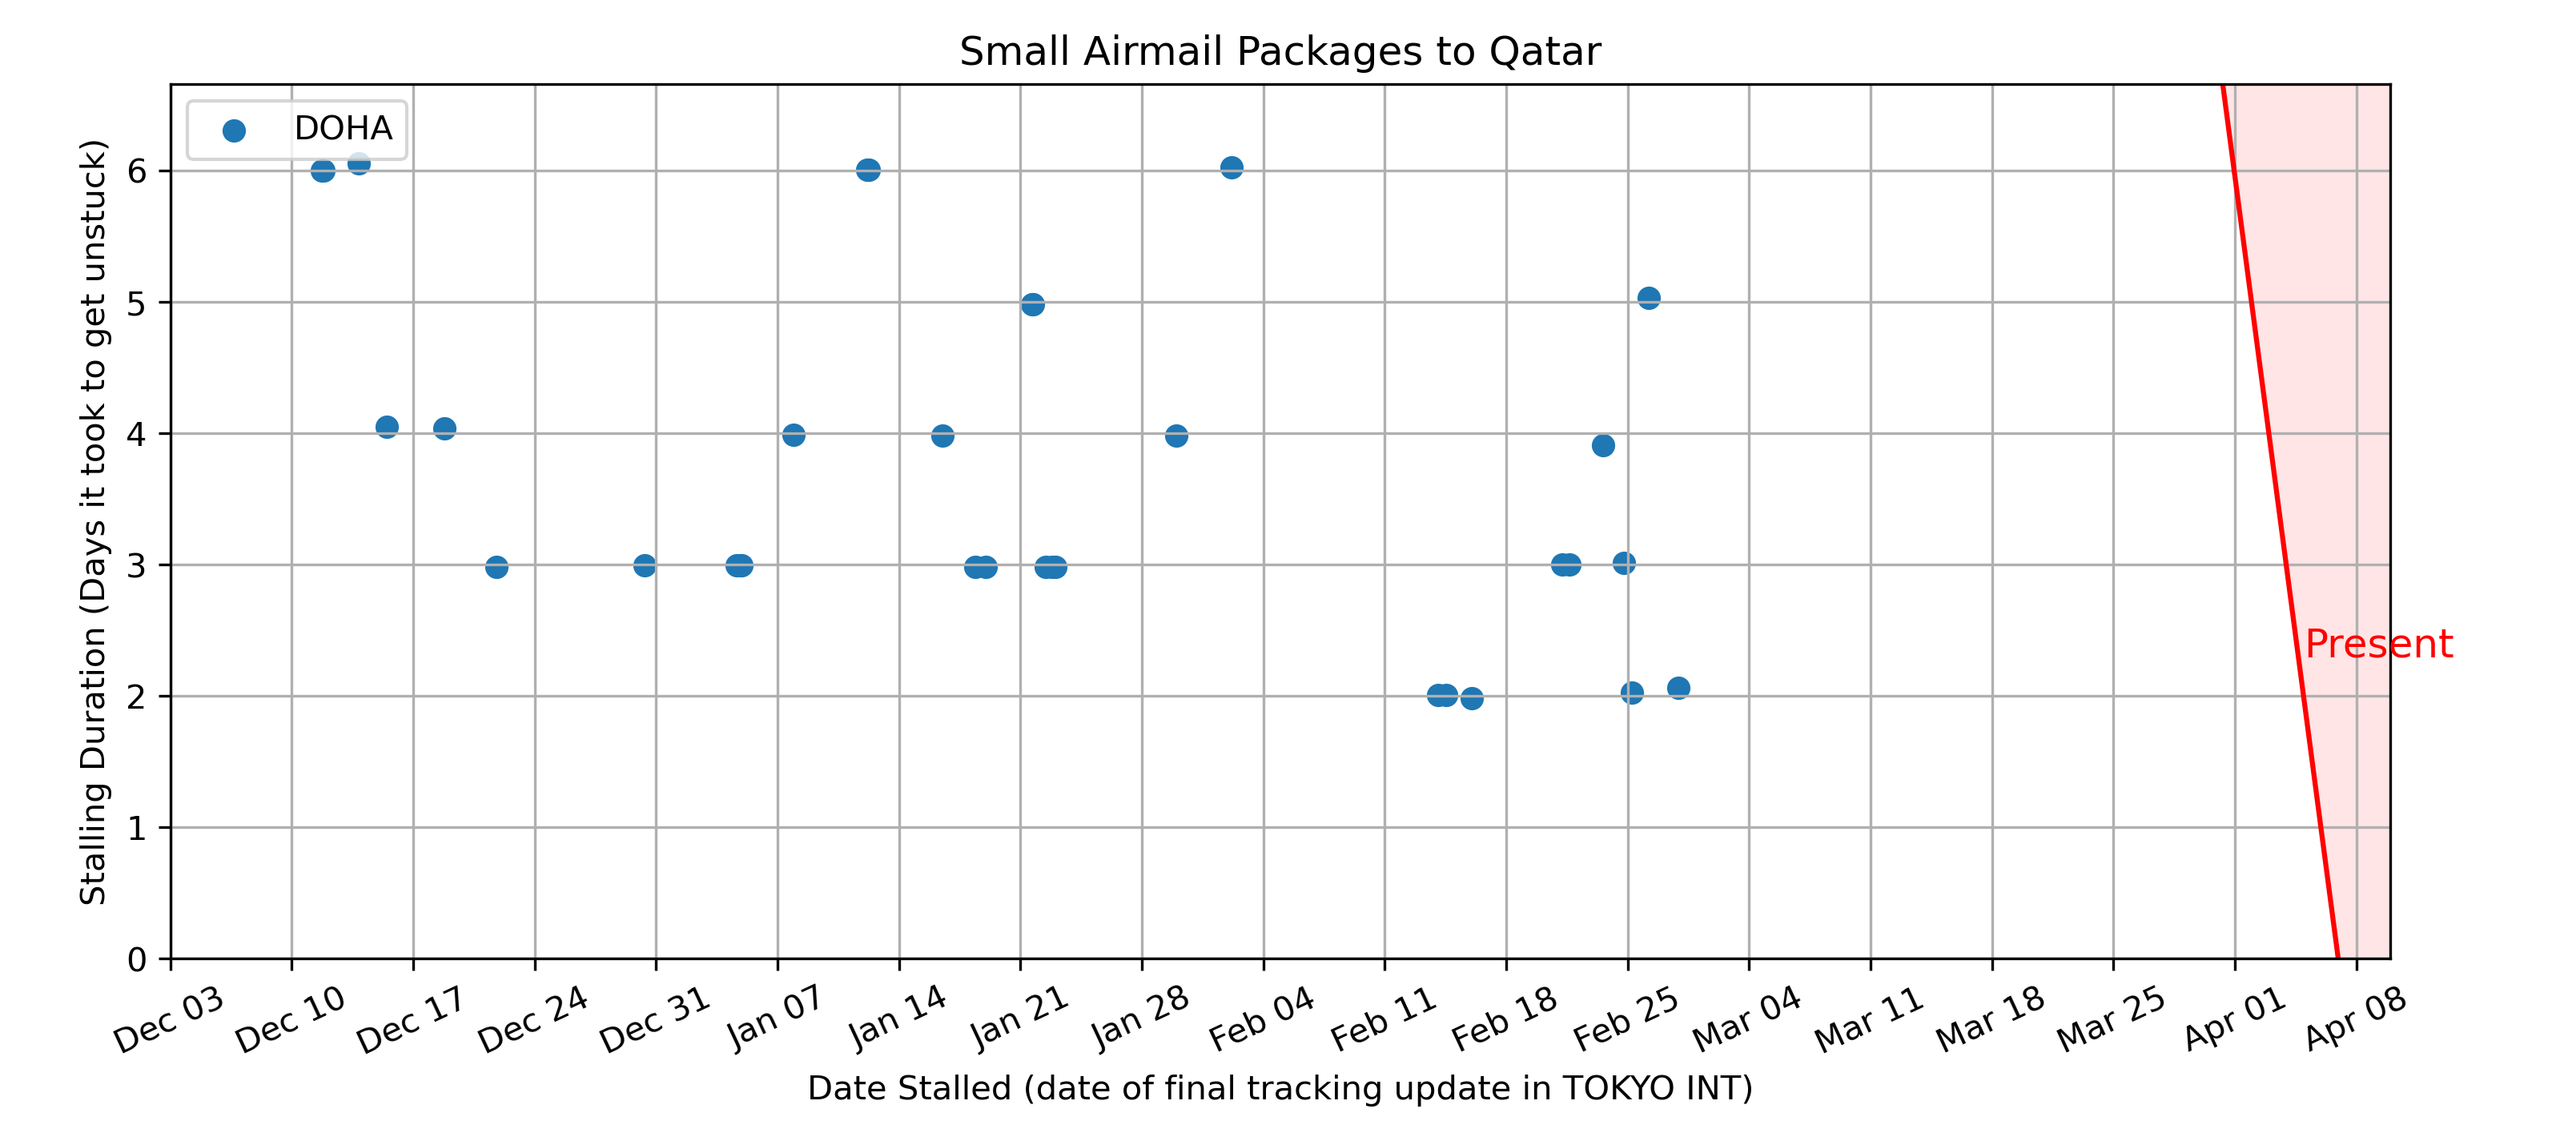 Small Airmail Packages to Qatar
DOHA
Stalling Duration (Days it took to get unstuck)
6
5
4
3
2
1
0
Present
Dec 03
Dec 10
Dec 17
Dec 24
Dec 31
Jan 07
Jan 14
Jan 21
Jan 28
Feb 04
Feb 11
Feb 18
Feb 25
Mar 04
Mar 11
Mar 18
Mar 25
Apr 01
Apr 08
Date Stalled (date of final tracking update in TOKYO INT)